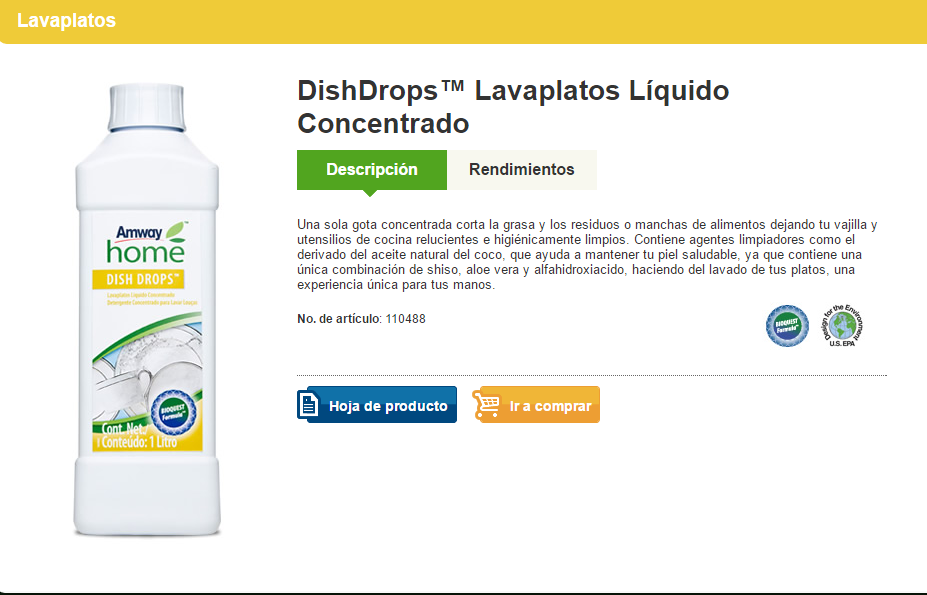 Lavaplatos
DishDrops™ Lavaplatos Líquido
Concentrado
Descripción
Rendimientos
Una sola gota concentrada corta la grasa y los residuos o manchas de alimentos dejando tu vajilla y
utensilios de cocina relucientes e higiénicamente limpios. Contiene agentes limpiadores como el
derivado del aceite natural del coco, que ayuda a mantener tu piel saludable, ya que contiene una
única combinación de shiso, aloe vera y alfahidroxiacido, haciendo del lavado de tus platos, una
experiencia única para tus manos.
No. de artículo: 110488
BIOQUEST
Formula™
Design for the Environment
U.S. EPA
Hoja de producto
Ir a comprar
Amway
home™
DISH DROPS™
Lavaplatos Líquido Concentrado
Detergente Concentrado para Lavar Louças
BIOQUEST
Formula™
Cont. Net./
Conteúdo: 1 Litro